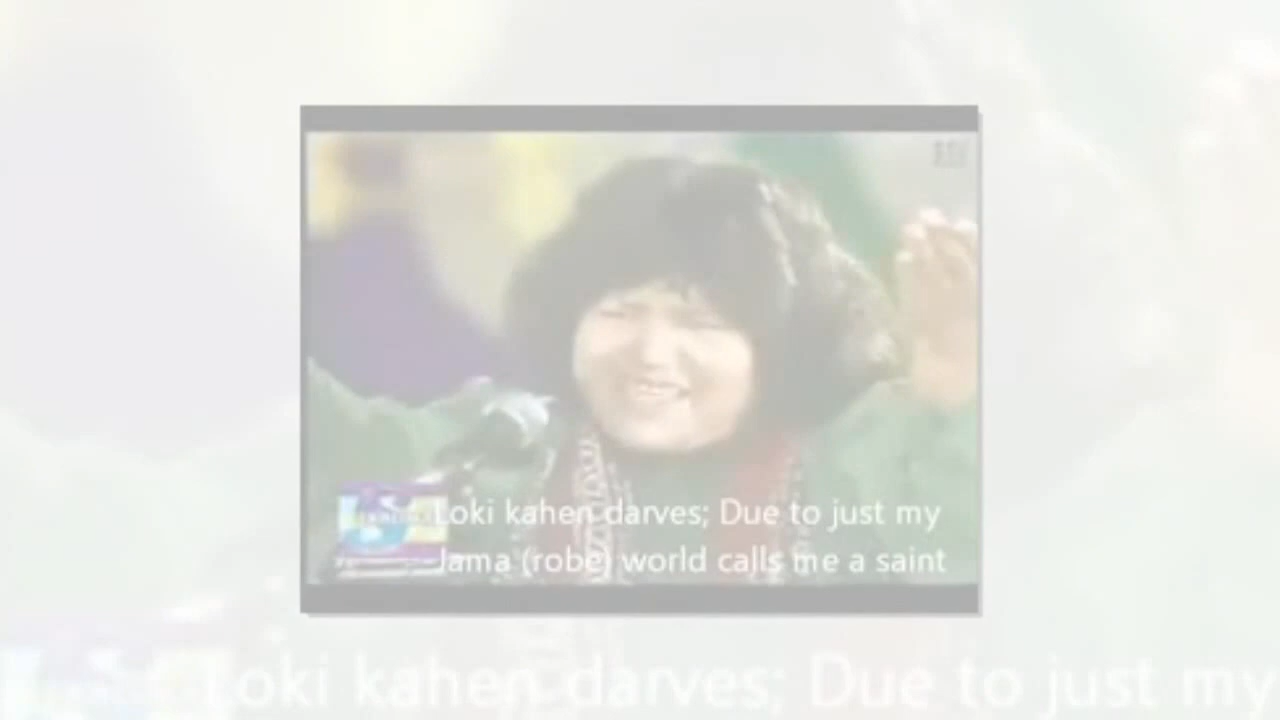 Loki kahen darves; Due to just my
Jama (robe) world calls me a saint
Loki kahen darves; Due to just my